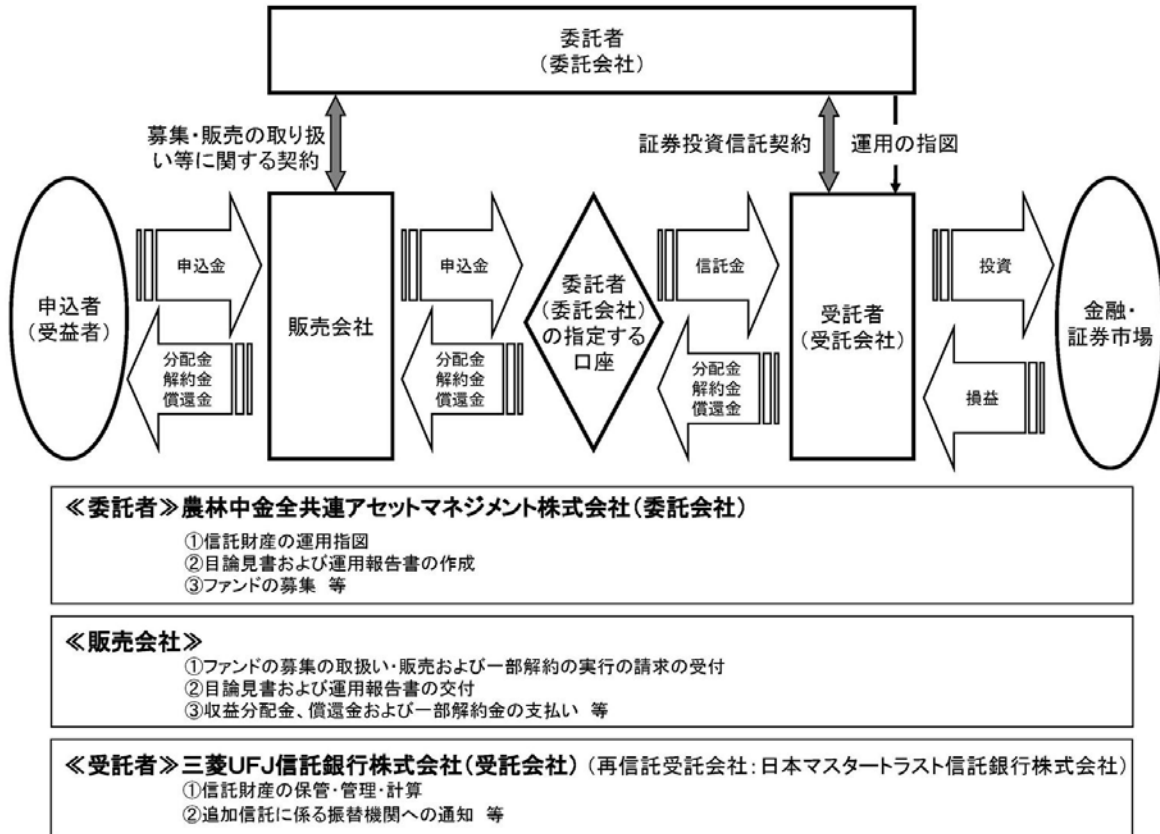 委託者
(委託会社)
募集・販売の取り扱
い等に関する契約
証券投資信託契約
運用の指図
申込者
(受益者)
申込金
分配金
解約金
償還金
販売会社
申込金
分配金
解約金
償還金
委託者
(委託会社)
の指定する
口座
信託金
分配金
解約金
償還金
受託者
(受託会社)
投資
損益
金融・
証券市場
≪委託者≫農林中金全共連アセットマネジメント株式会社(委託会社)
①信託財産の運用指図
②目論見書および運用報告書の作成
③ファンドの募集 等
≪販売会社≫
①ファンドの募集の取扱い・販売および一部解約の実行の請求の受付
②目論見書および運用報告書の交付
③収益分配金、償還金および一部解約金の支払い 等
≪受託者≫三菱UFJ信託銀行株式会社(受託会社) (再信託受託会社:日本マスタートラスト信託銀行株式会社)
①信託財産の保管・管理・計算
②追加信託に係る振替機関への通知 等